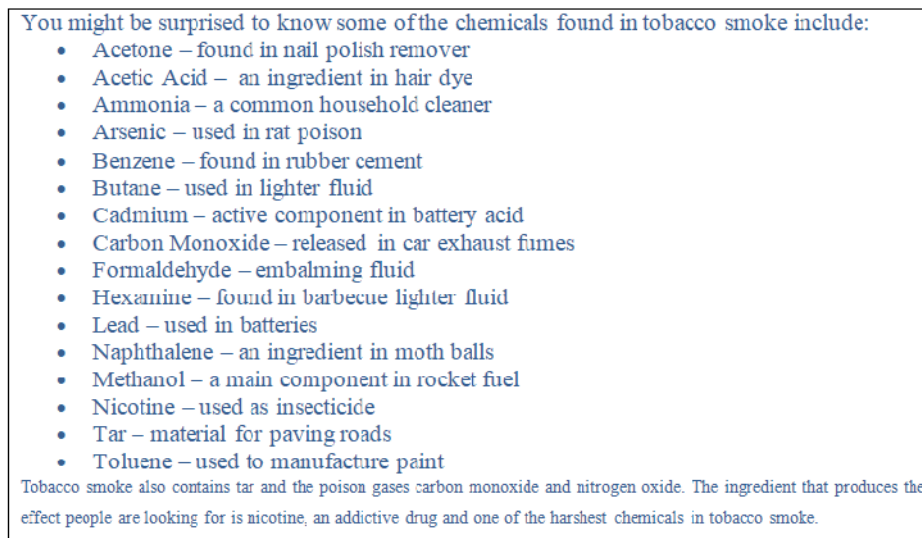 You might be surprised to know some of the chemicals found in tobacco smoke include:
• Acetone – found in nail polish remover
• Acetic Acid – an ingredient in hair dye
• Ammonia – a common household cleaner
• Arsenic – used in rat poison
• Benzene – found in rubber cement
• Butane – used in lighter fluid
• Cadmium – active component in battery acid
• Carbon Monoxide – released in car exhaust fumes
• Formaldehyde – embalming fluid
• Hexamine – found in barbecue lighter fluid
• Lead – used in batteries
• Naphthalene – an ingredient in moth balls
• Methanol – a main component in rocket fuel
• Nicotine – used as insecticide
• Tar – material for paving roads
• Toluene – used to manufacture paint
Tobacco smoke also contains tar and the poison gases carbon monoxide and nitrogen oxide. The ingredient that produces the
effect people are looking for is nicotine, an addictive drug and one of the harshest chemicals in tobacco smoke.